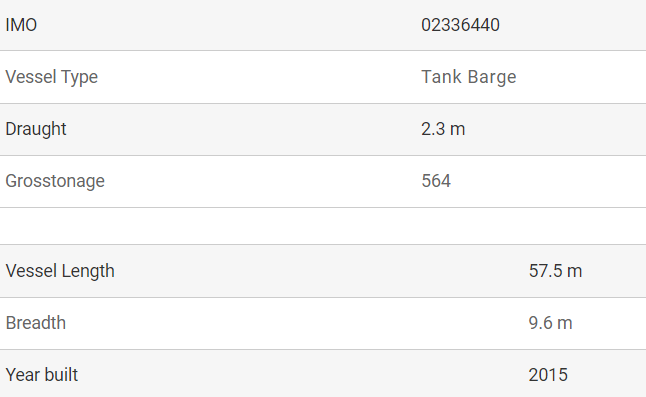 IMO 02336440
Vessel Type Tank Barge
Draught 2.3 m
Grosstonage 564
Vessel Length 57.5 m
Breadth 9.6 m
Year built 2015